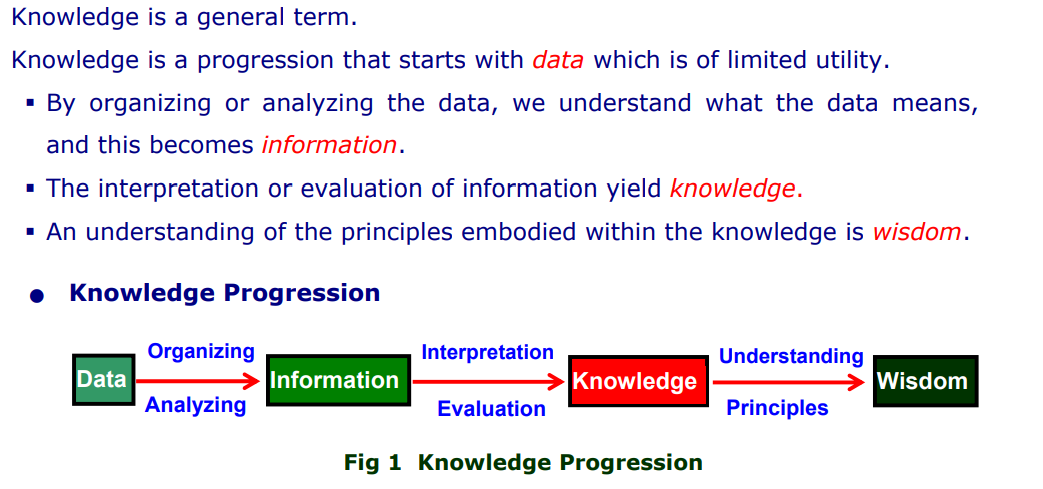 Knowledge is a general term.
Knowledge is a progression that starts with data which is of limited utility.
▪ By organizing or analyzing the data, we understand what the data means,
and this becomes information.
▪ The interpretation or evaluation of information yield knowledge.
▪ An understanding of the principles embodied within the knowledge is wisdom.
● Knowledge Progression
Organizing
Interpretation
Understanding
Data
Information
Knowledge
Wisdom
Analyzing
Evaluation
Principles
Fig 1 Knowledge Progression